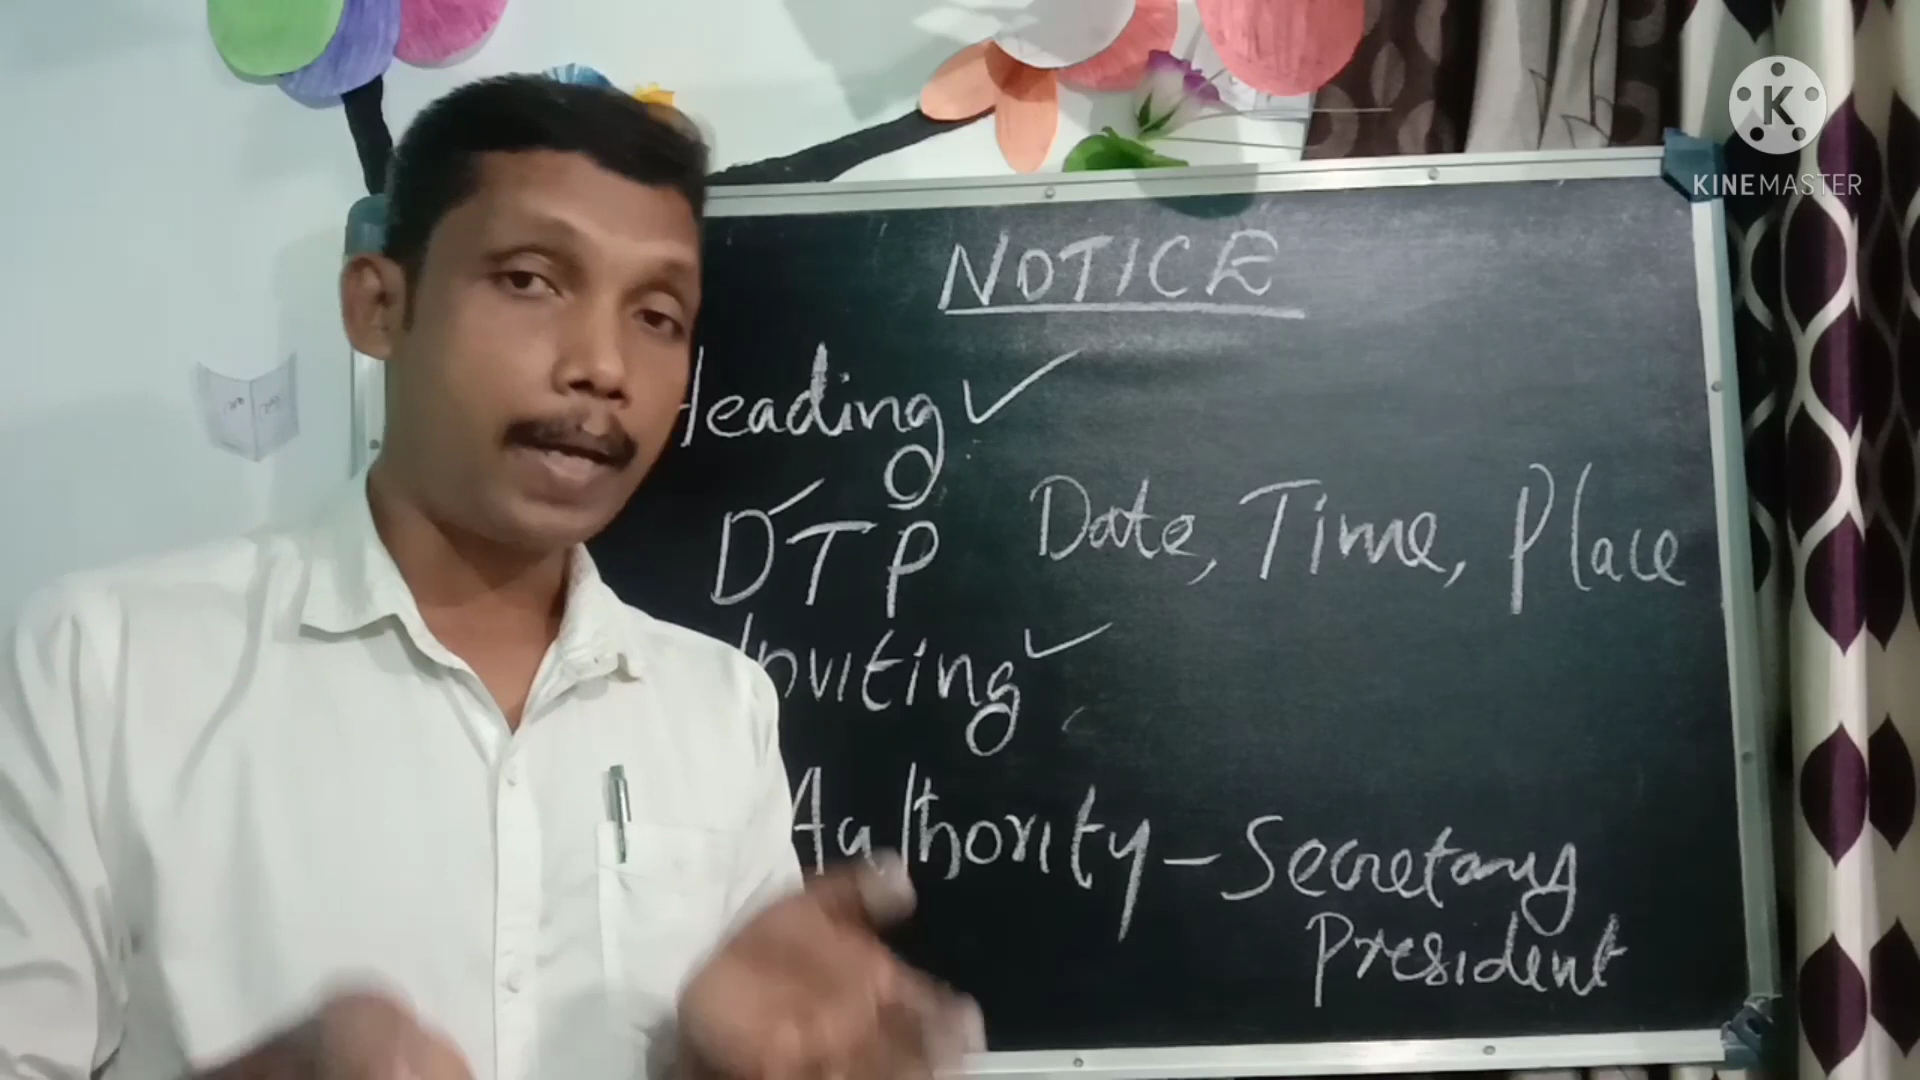 NOTICE
Heading
DTP Date, Time, Place
Inviting
Authority - Secretary
President
K
KINEMASTER